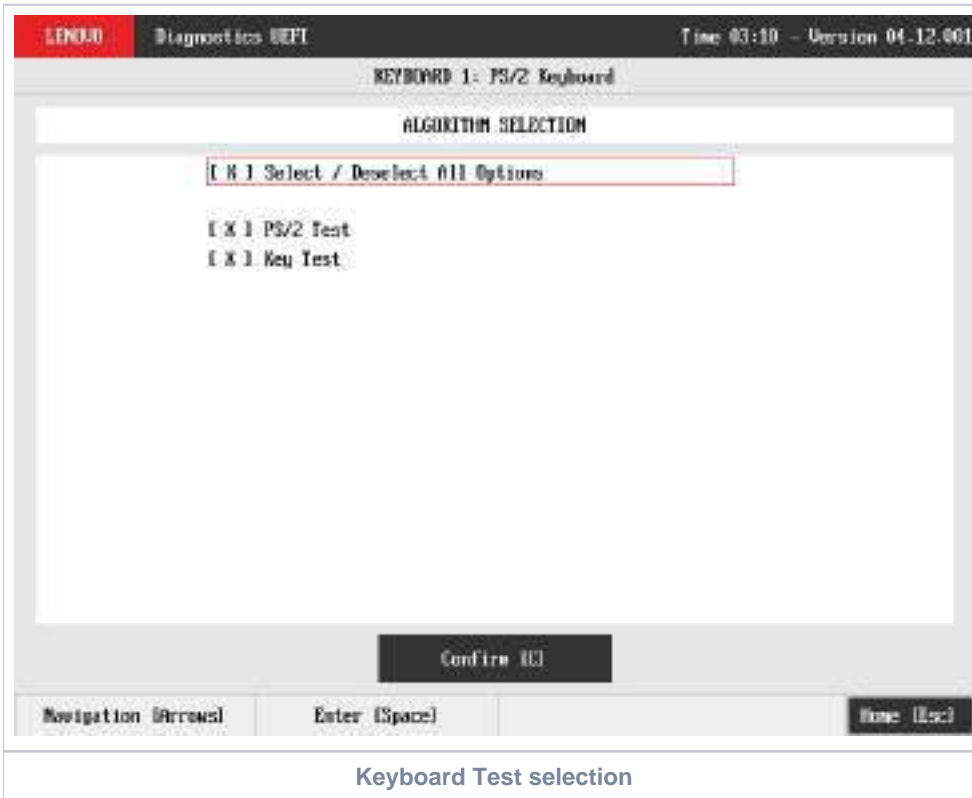 LENOVO Diagnostics UEFI Time 03:10 - Version 04.12.001
KEYBOARD 1: PS/2 Keyboard
ALGORITHM SELECTION
[ X ] Select / Deselect All Options
[ X ] PS/2 Test
[ X ] Key Test
Confirm [C]
Navigation [Arrows] Enter [Space] Home [Esc]
Keyboard Test selection